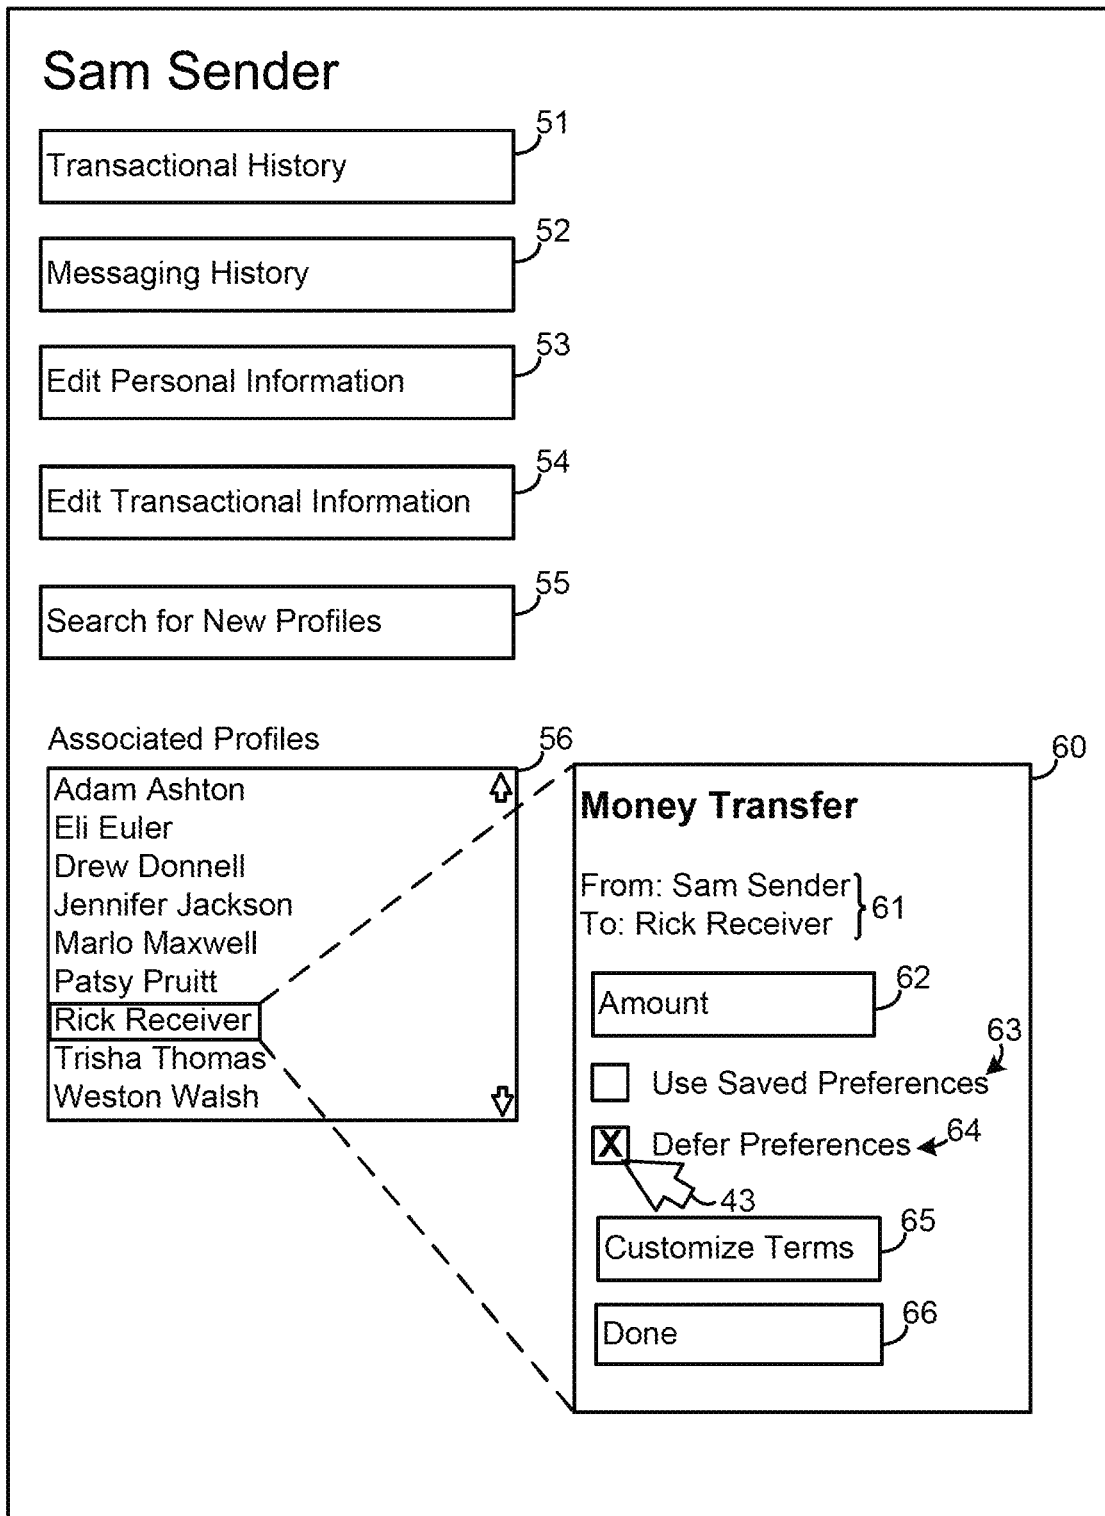 Sam Sender
51
Transactional History
52
Messaging History
53
Edit Personal Information
54
Edit Transactional Information
55
Search for New Profiles
Associated Profiles
56
Adam Ashton
Eli Euler
Drew Donnell
Jennifer Jackson
Marlo Maxwell
Patsy Pruitt
Rick Receiver
Trisha Thomas
Weston Walsh
60
Money Transfer
From: Sam Sender
To: Rick Receiver
61
62
Amount
63
Use Saved Preferences
X Defer Preferences 64
43
65
Customize Terms
66
Done